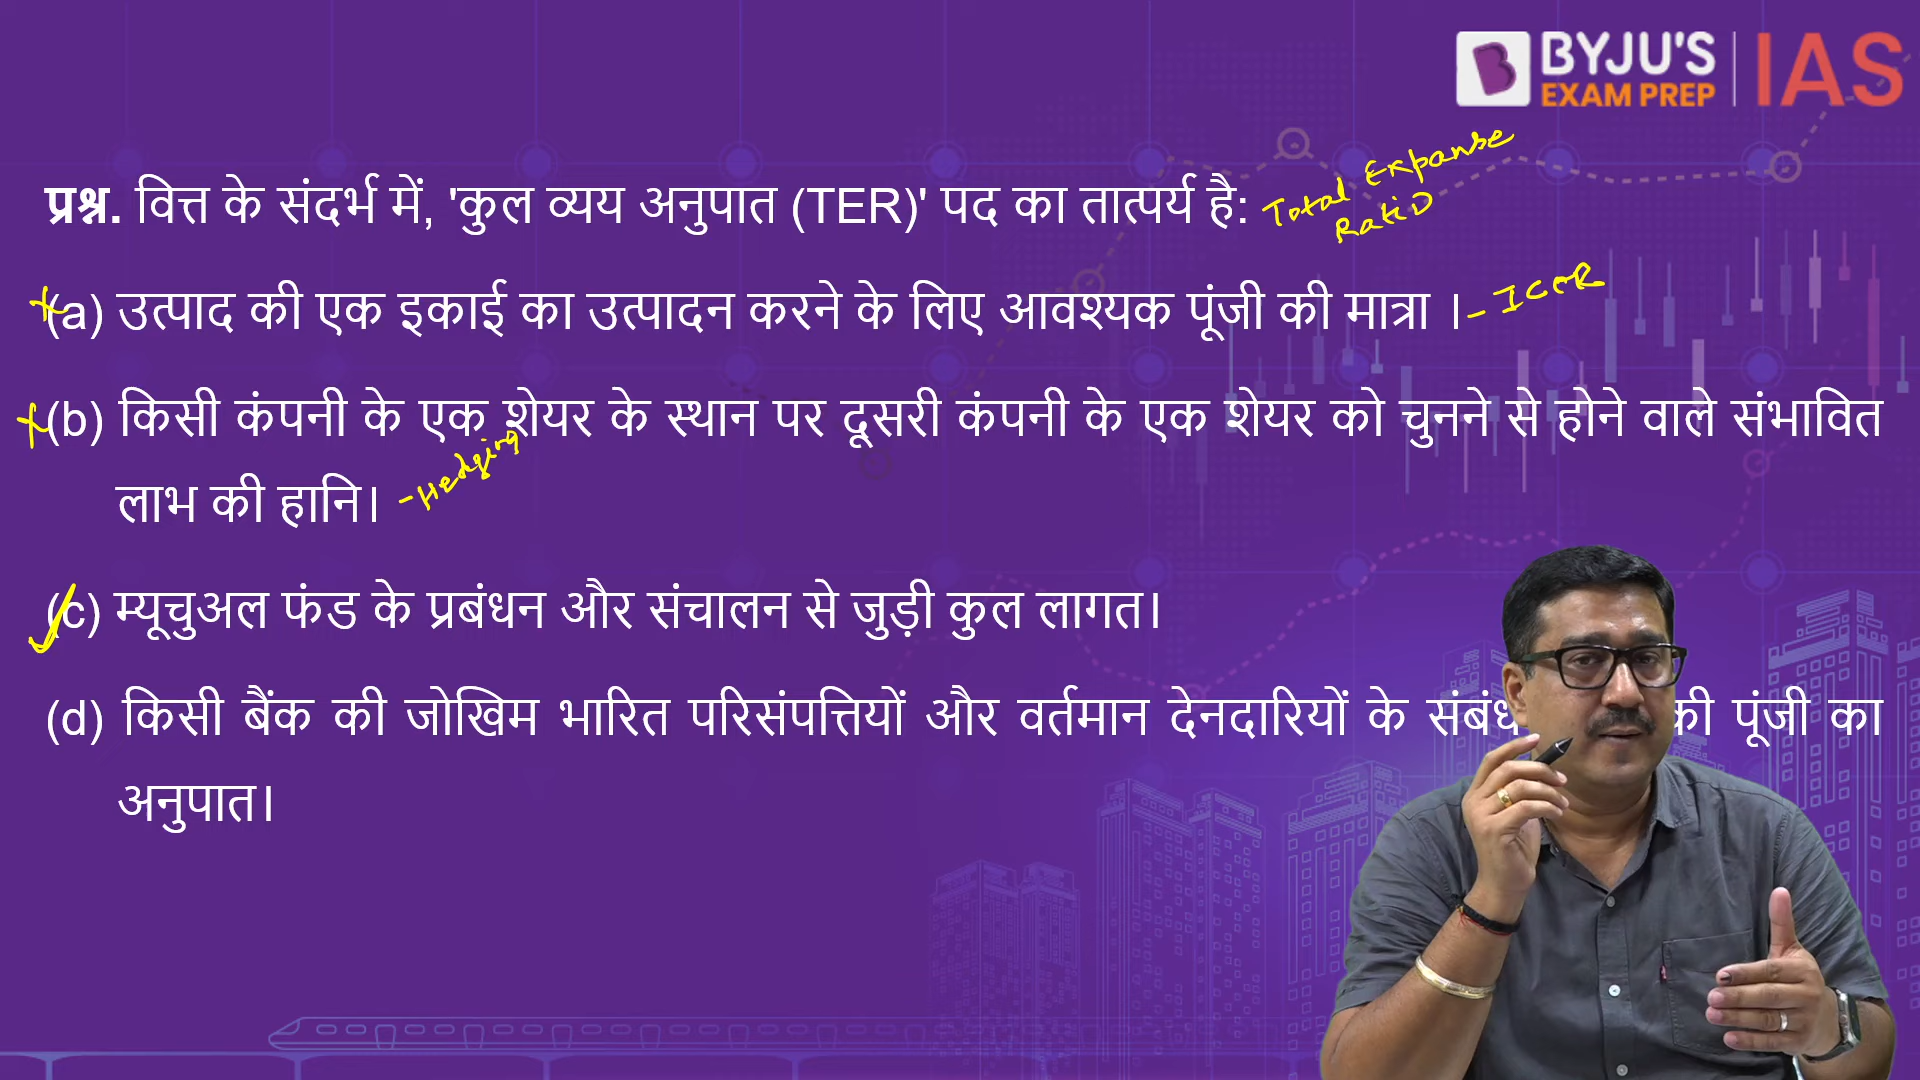 BYJU'S
EXAM PREP
IAS
प्रश्न. वित्त के संदर्भ में, 'कुल व्यय अनुपात (TER)' पद का तात्पर्य है:
Total Expanse
Ratio
(a) उत्पाद की एक इकाई का उत्पादन करने के लिए आवश्यक पूंजी की मात्रा । - ICOR
(b) किसी कंपनी के एक शेयर के स्थान पर दूसरी कंपनी के एक शेयर को चुनने से होने वाले संभावित
लाभ की हानि। - Hedging
(c) म्यूचुअल फंड के प्रबंधन और संचालन से जुड़ी कुल लागत।
(d) किसी बैंक की जोखिम भारित परिसंपत्तियों और वर्तमान देनदारियों के की पूंजी का
अनुपात।